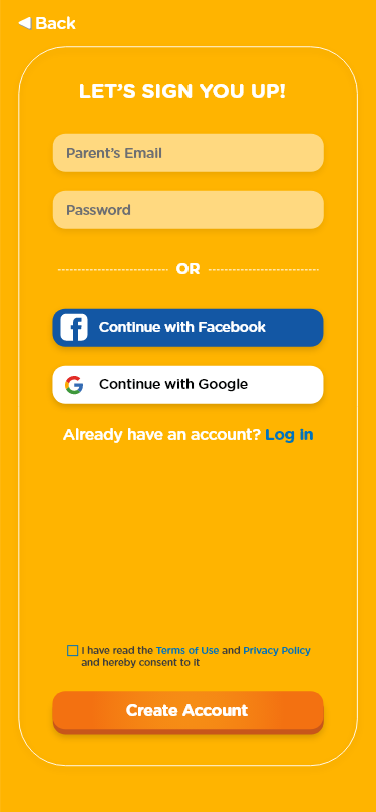 Back
LET'S SIGN YOU UP!
Parent's Email
Password
OR
Continue with Facebook
Continue with Google
Already have an account? Log in
I have read the Terms of Use and Privacy Policy
and hereby consent to it
Create Account